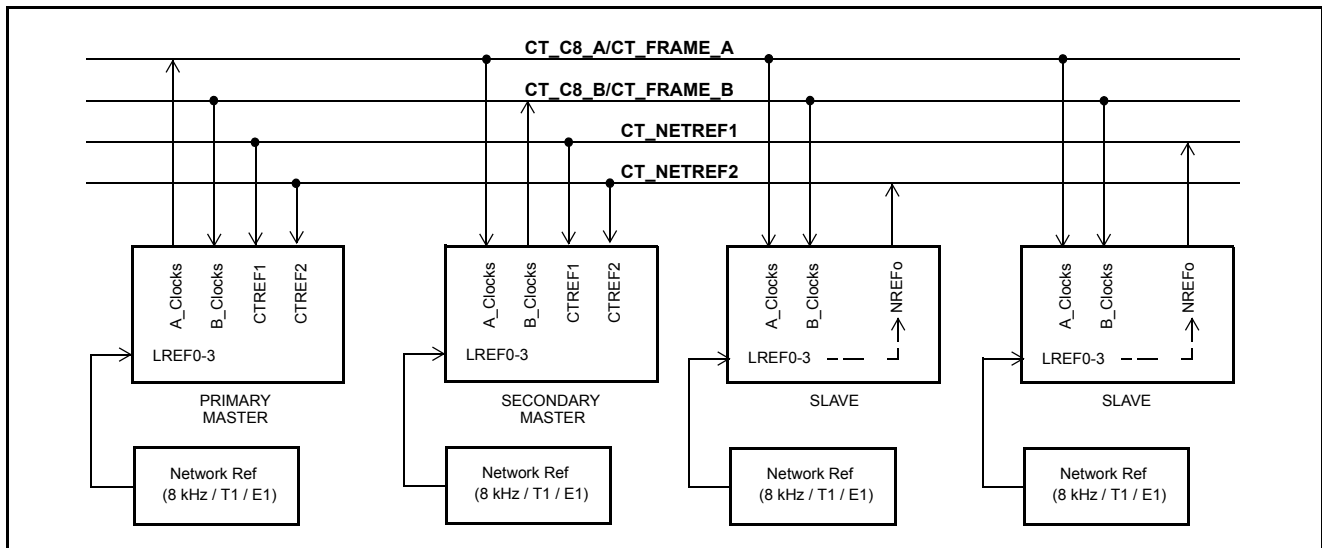 CT_C8_A/CT_FRAME_A
CT_C8_B/CT_FRAME_B
CT_NETREF1
CT_NETREF2
A_Clocks
B_Clocks
CTREF1
CTREF2
LREF0-3
PRIMARY
MASTER
Network Ref
(8 kHz / T1 / E1)
A_Clocks
B_Clocks
CTREF1
CTREF2
LREF0-3
SECONDARY
MASTER
Network Ref
(8 kHz / T1 / E1)
A_Clocks
B_Clocks
NREFo
LREF0-3
SLAVE
Network Ref
(8 kHz / T1 / E1)
A_Clocks
B_Clocks
NREFo
LREF0-3
SLAVE
Network Ref
(8 kHz / T1 / E1)